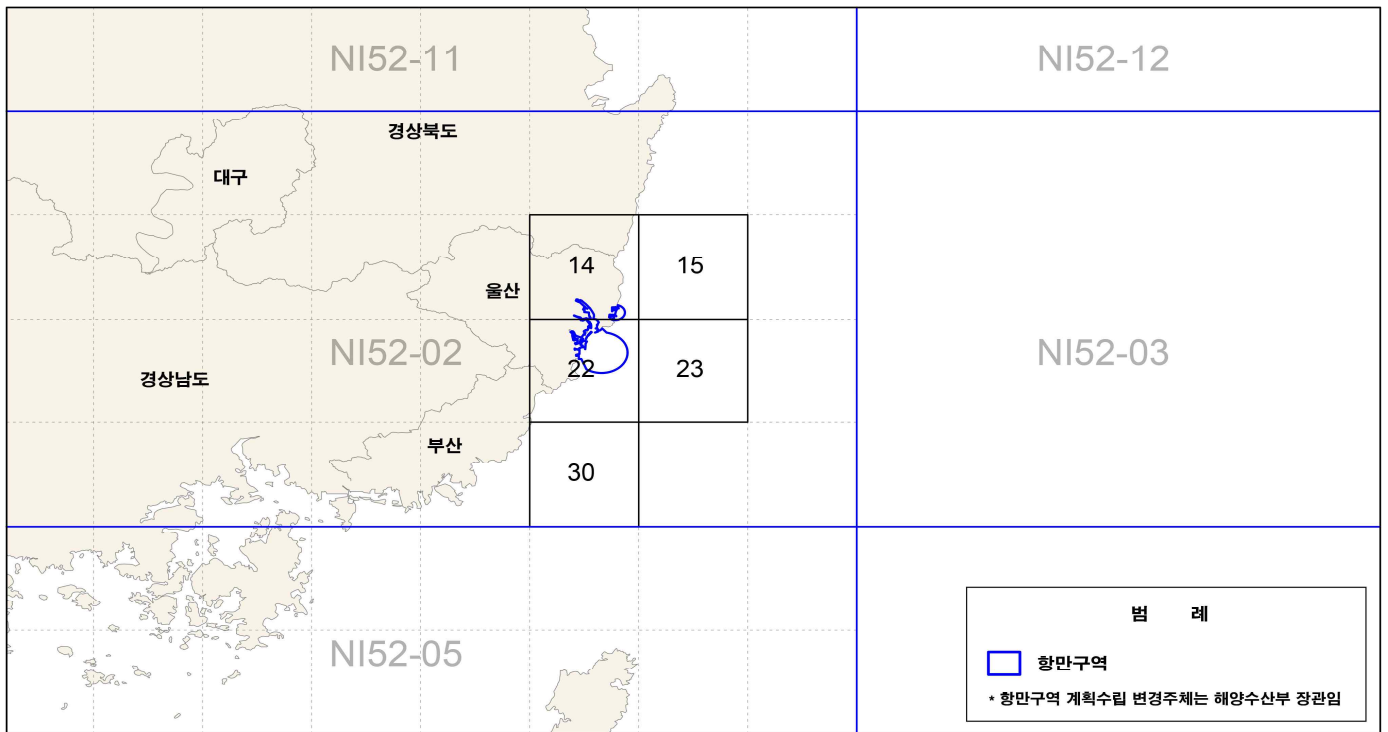 NI52-11
NI52-12
경상북도
대구
14
15
울산
NI52-02
NI52-03
22
23
경상남도
부산
30
범 례
NI52-05
항만구역
* 항만구역 계획수립 변경주체는 해양수산부 장관임